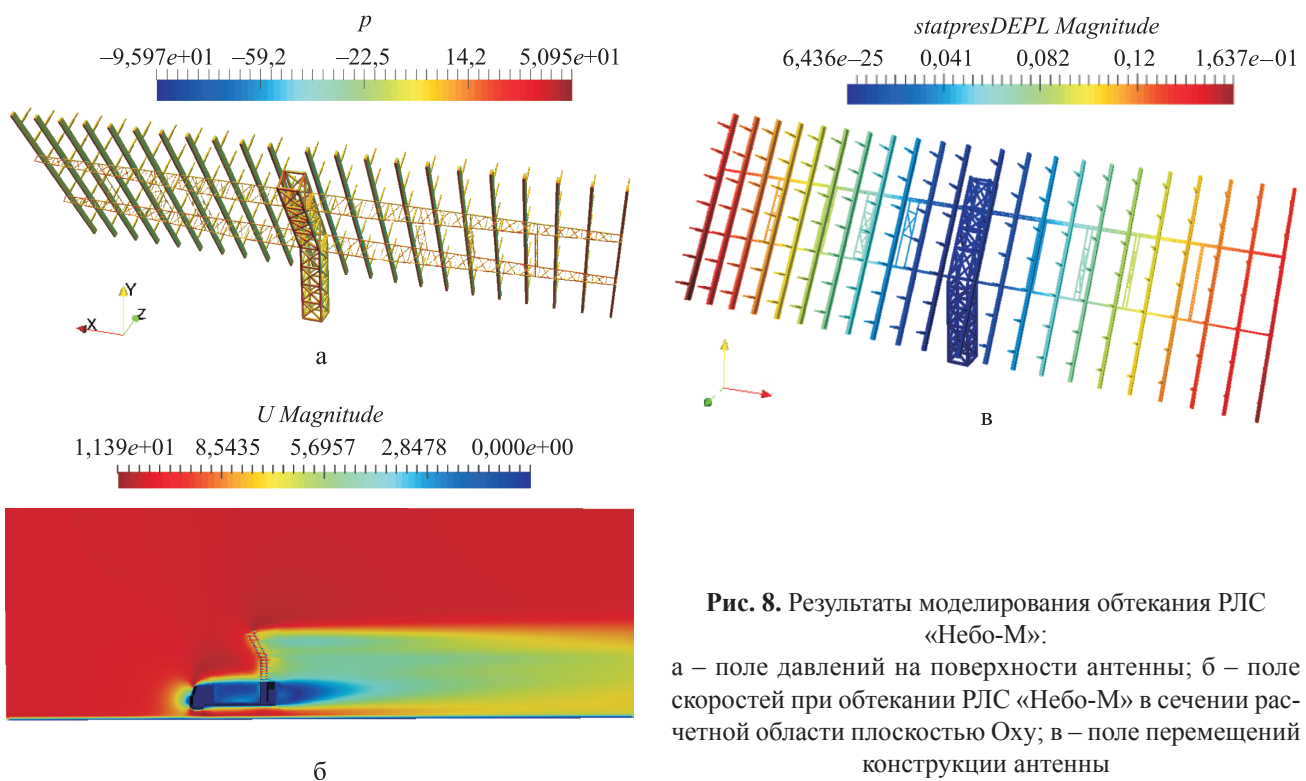 p
–9,597e+01 –59,2 –22,5 14,2 5,095e+01
Y
X Z
а
statpresDEPL Magnitude
6,436e–25 0,041 0,082 0,12 1,637e–01
в
U Magnitude
1,139e+01 8,5435 5,6957 2,8478 0,000e+00
б
Рис. 8. Результаты моделирования обтекания РЛС
«Небо-М»:
а – поле давлений на поверхности антенны; б – поле
скоростей при обтекании РЛС «Небо-М» в сечении рас-
четной области плоскостью Oxy; в – поле перемещений
конструкции антенны